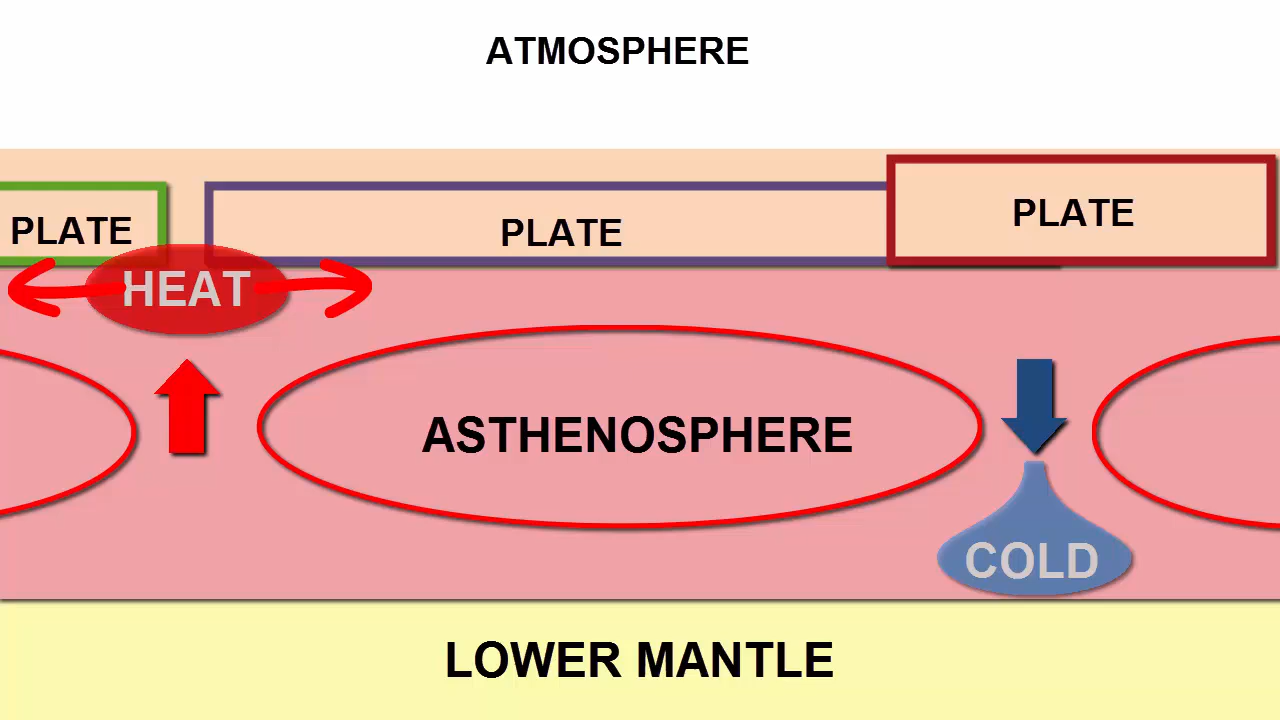 ATMOSPHERE
PLATE
PLATE
PLATE
HEAT
ASTHENOSPHERE
COLD
LOWER MANTLE